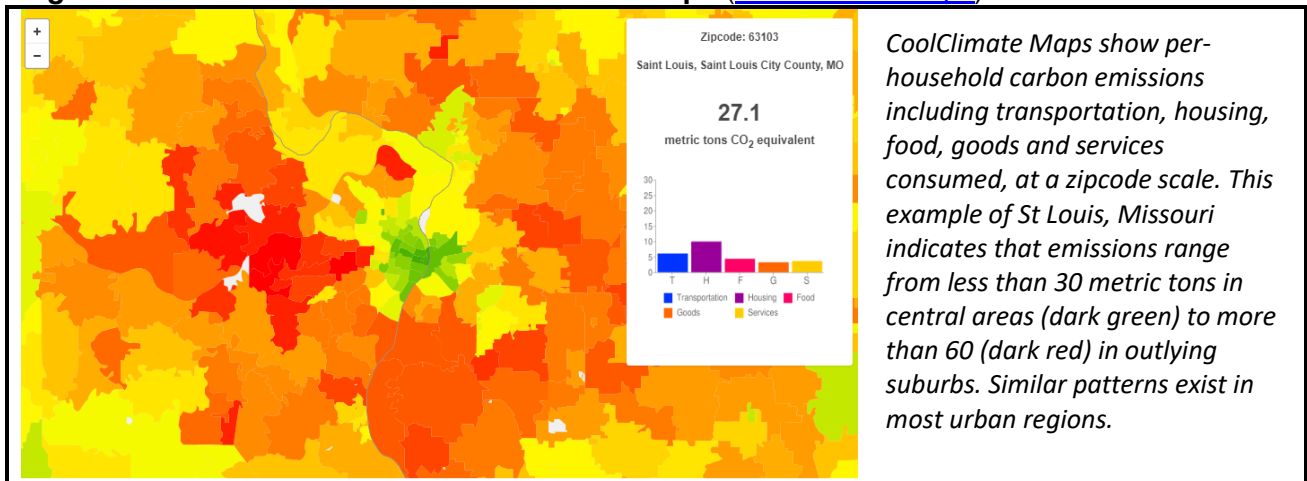 +
−
Zipcode: 63103
Saint Louis, Saint Louis City County, MO
27.1
metric tons CO2 equivalent
30
25
20
15
10
5
0
T H F G S
Transportation Housing Food
Goods Services
CoolClimate Maps show per-
household carbon emissions
including transportation, housing,
food, goods and services
consumed, at a zipcode scale. This
example of St Louis, Missouri
indicates that emissions range
from less than 30 metric tons in
central areas (dark green) to more
than 60 (dark red) in outlying
suburbs. Similar patterns exist in
most urban regions.